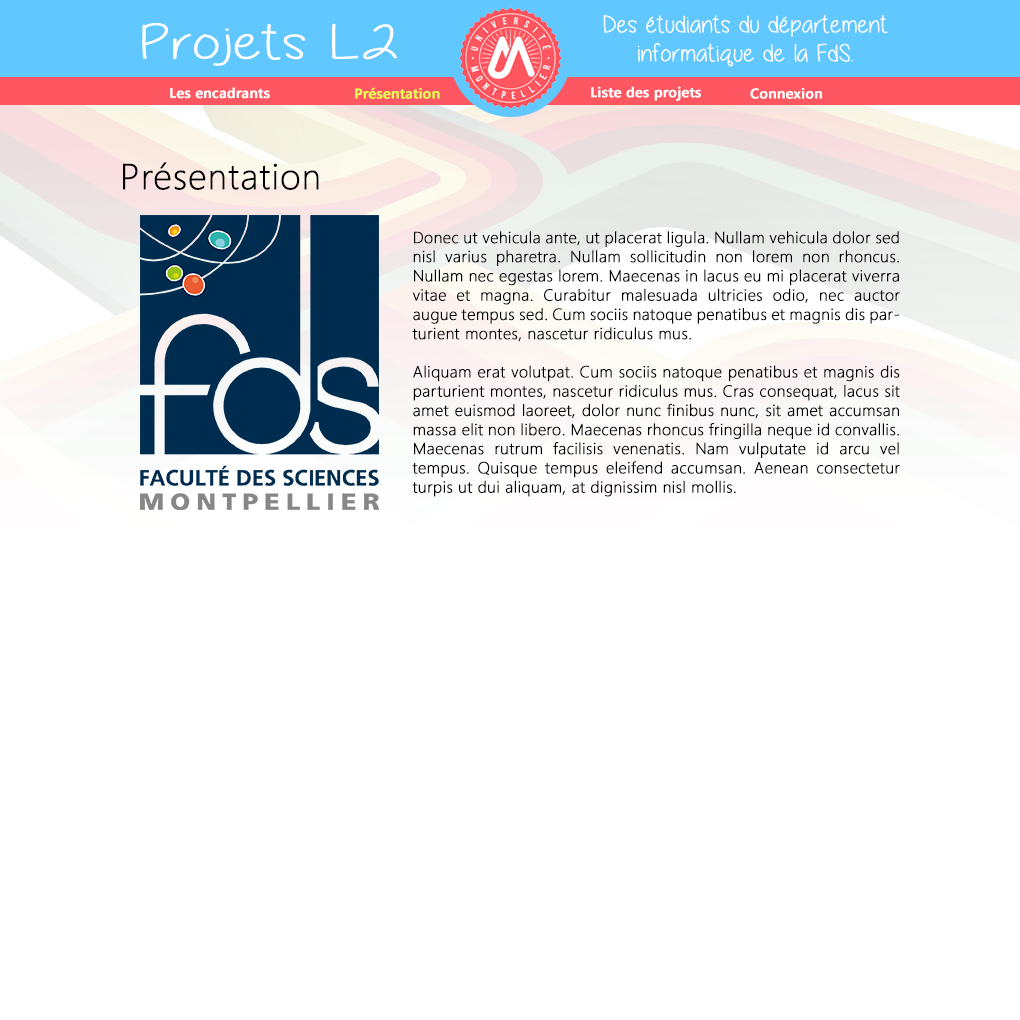 Projets L2
UNIVERSITÉ
MONTPELLIER
Des étudiants du département
informatique de la FdS.
Les encadrants
Présentation
Liste des projets
Connexion
Présentation
fds
FACULTÉ DES SCIENCES
MONTPELLIER
Donec ut vehicula ante, ut placerat ligula. Nullam vehicula dolor sed
nisl varius pharetra. Nullam sollicitudin non lorem non rhoncus.
Nullam nec egestas lorem. Maecenas in lacus eu mi placerat viverra
vitae et magna. Curabitur malesuada ultricies odio, nec auctor
augue tempus sed. Cum sociis natoque penatibus et magnis dis par-
turient montes, nascetur ridiculus mus.
Aliquam erat volutpat. Cum sociis natoque penatibus et magnis dis
parturient montes, nascetur ridiculus mus. Cras consequat, lacus sit
amet euismod laoreet, dolor nunc finibus nunc, sit amet accumsan
massa elit non libero. Maecenas rhoncus fringilla neque id convallis.
Maecenas rutrum facilisis venenatis. Nam vulputate id arcu vel
tempus. Quisque tempus eleifend accumsan. Aenean consectetur
turpis ut dui aliquam, at dignissim nisl mollis.